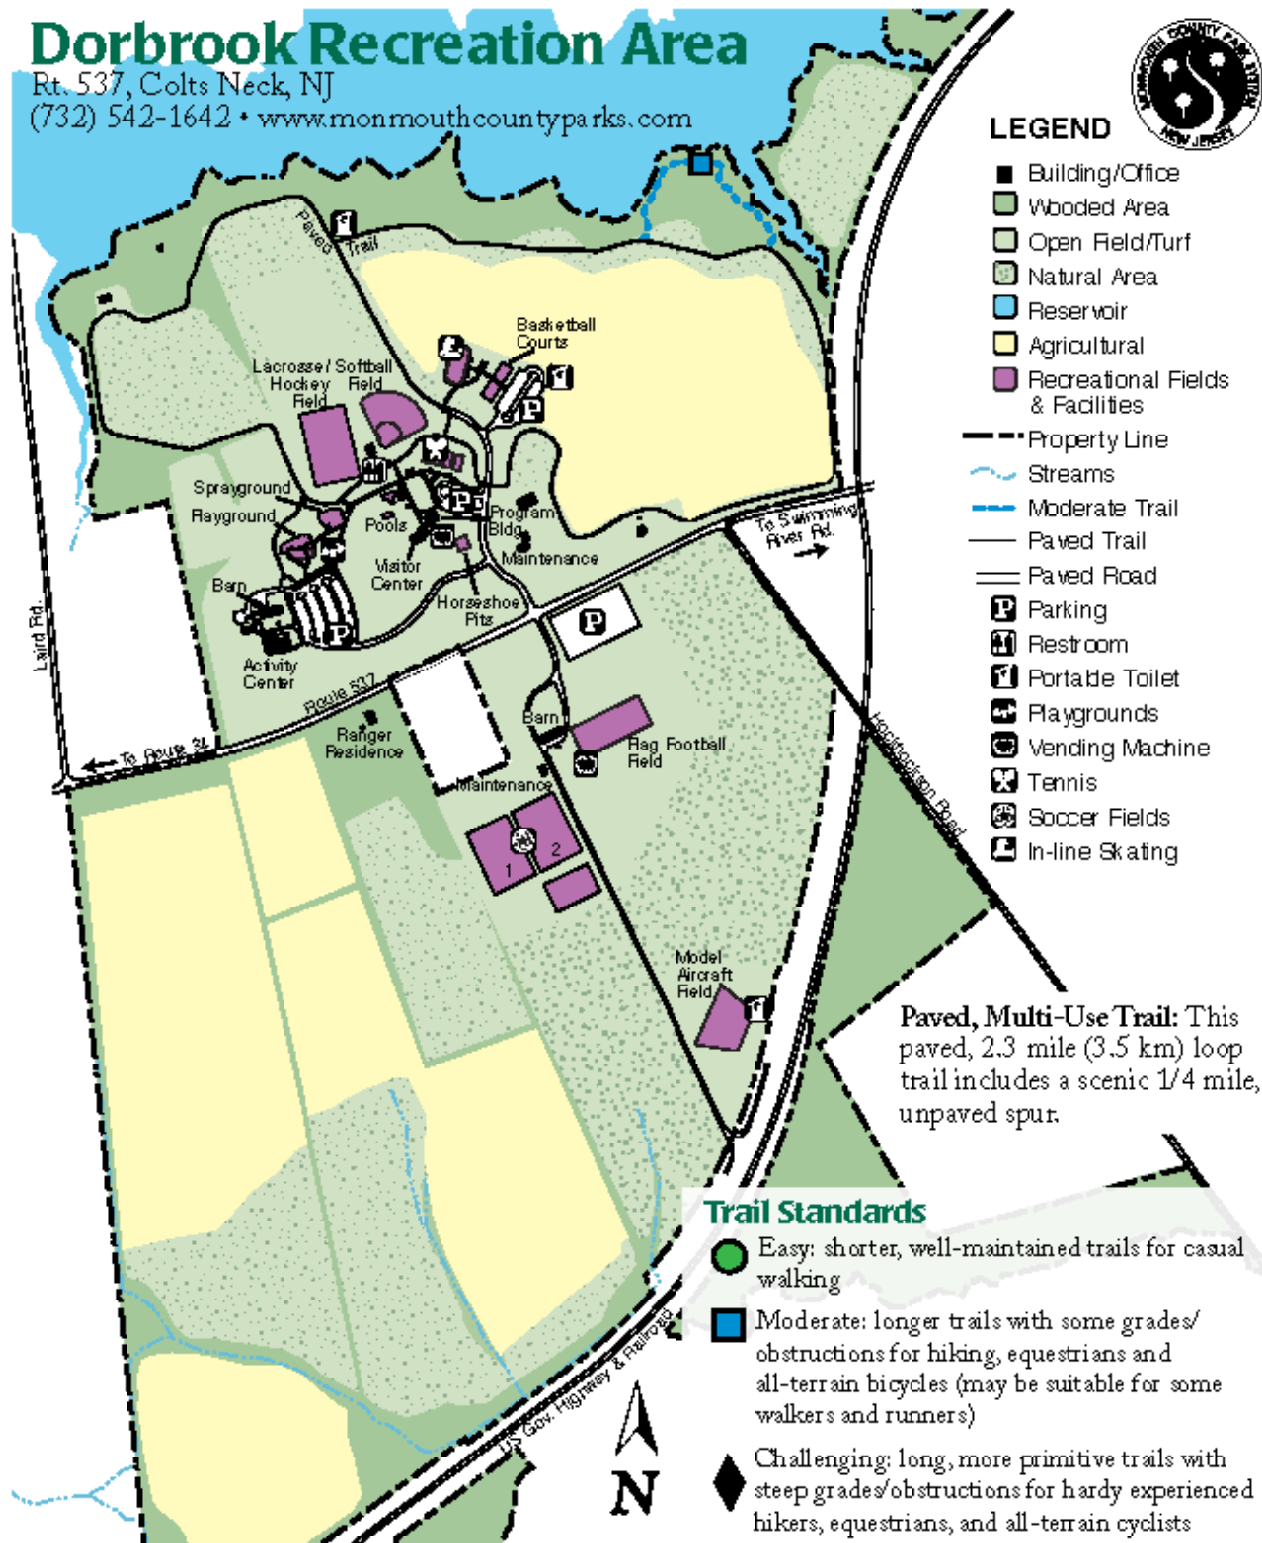 Dorbrook Recreation Area
Rt. 537, Colts Neck, NJ
(732) 542-1642 • www.monmouthcountyparks.com
MONMOUTH COUNTY PARK SYSTEM
NEW JERSEY
LEGEND
Building/Office
Wooded Area
Open Field/Turf
Natural Area
Reservoir
Agricultural
Recreational Fields
& Facilities
Property Line
Streams
Moderate Trail
Paved Trail
Paved Road
P Parking
Restroom
Portable Toilet
Playgrounds
Vending Machine
Tennis
Soccer Fields
In-line Skating
Paved Trail
Basketball
Courts
Lacrosse/
Hockey
Field
Softball
Field
P
Sprayground
Playground
Pools
P
Program
Bldg.
Maintenance
Visitor
Center
Horseshoe
Pits
Barn
P
Activity
Center
To Swimming
River Rd.
Laird Rd.
Route 537
To Route 34
P
Ranger
Residence
Barn
Flag Football
Field
Maintenance
1
2
Hockhockson Road
Model
Aircraft
Field
US Gov. Highway & Railroad
Paved, Multi-Use Trail: This
paved, 2.3 mile (3.5 km) loop
trail includes a scenic 1/4 mile,
unpaved spur.
Trail Standards
Easy: shorter, well-maintained trails for casual
walking
Moderate: longer trails with some grades/
obstructions for hiking, equestrians and
all-terrain bicycles (may be suitable for some
walkers and runners)
Challenging: long, more primitive trails with
steep grades/obstructions for hardy experienced
hikers, equestrians, and all-terrain cyclists
N